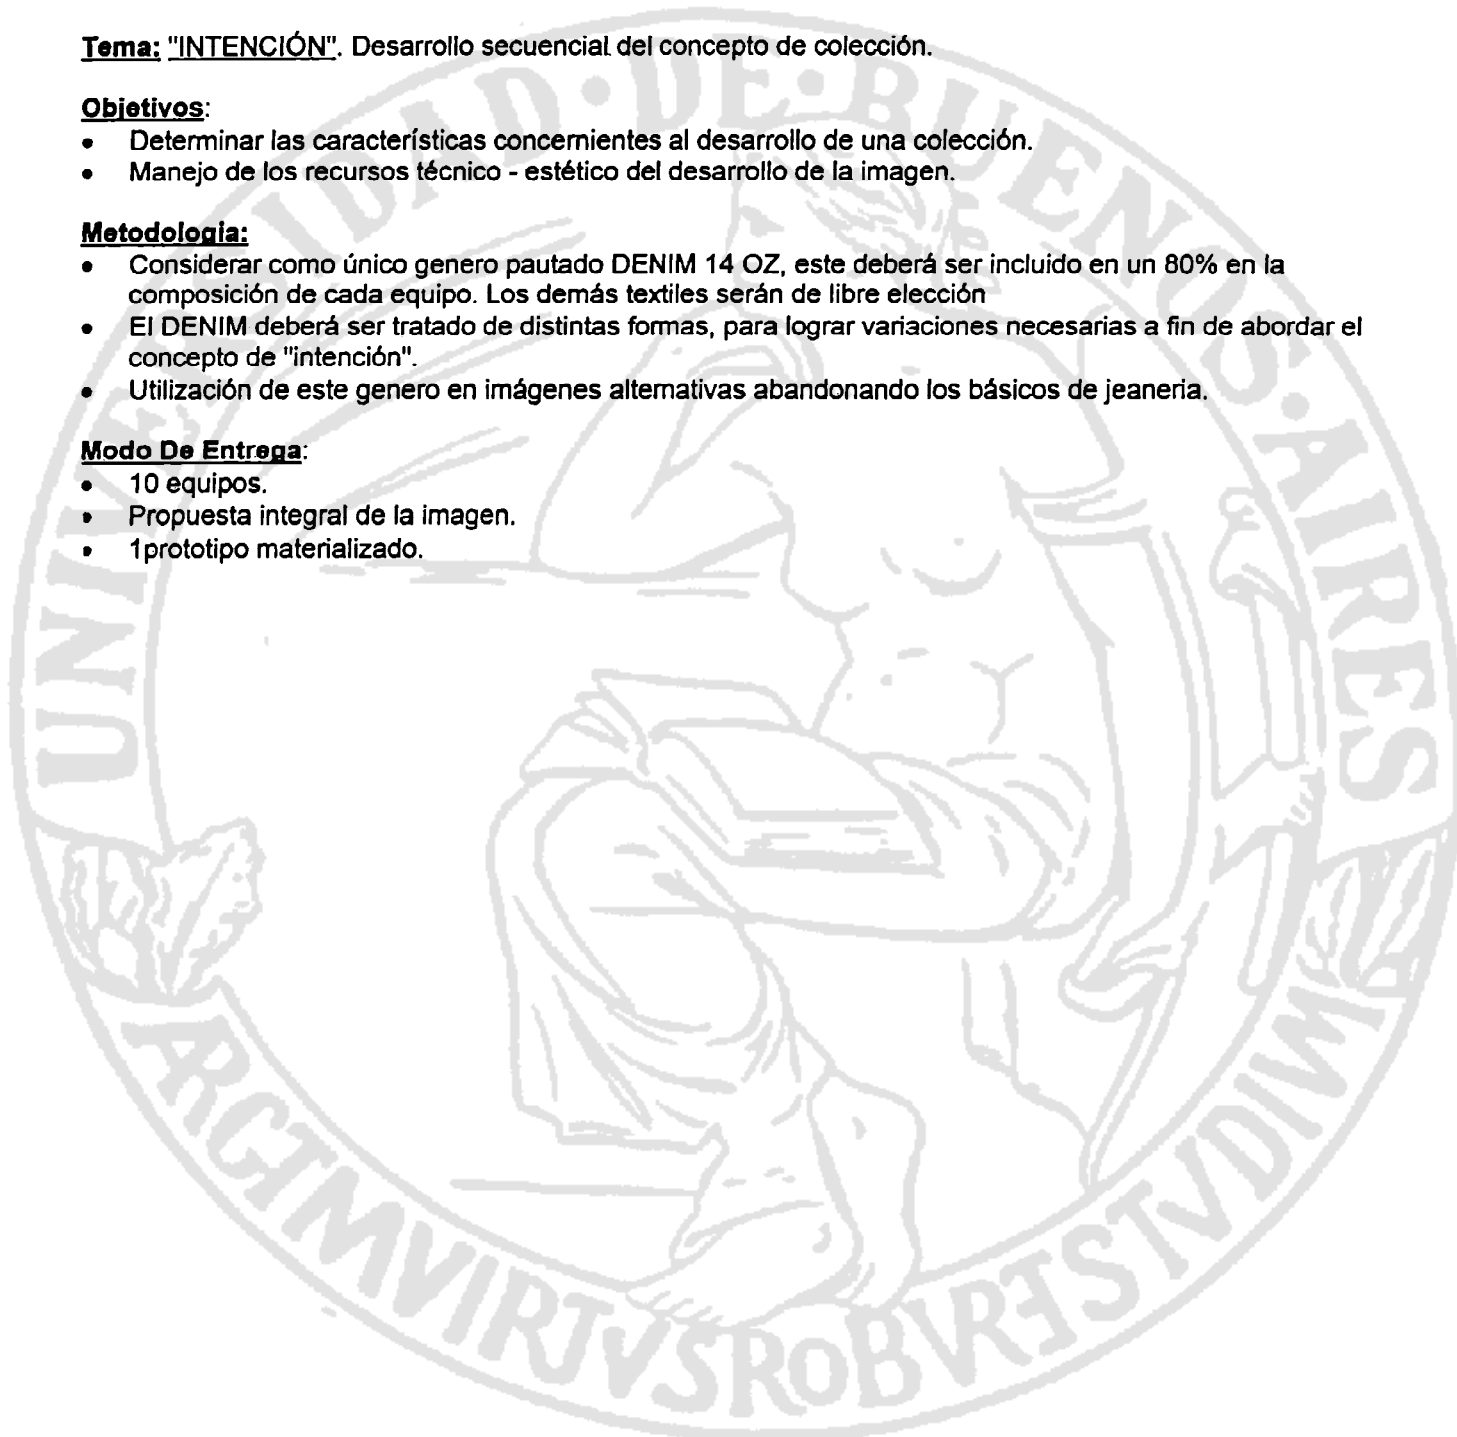 Tema: "INTENCIÓN". Desarrollo secuencial del concepto de colección.
Objetivos:
• Determinar las características concernientes al desarrollo de una colección.
• Manejo de los recursos técnico - estético del desarrollo de la imagen.
Metodologia:
• Considerar como único genero pautado DENIM 14 OZ, este deberá ser incluido en un 80% en la
composición de cada equipo. Los demás textiles serán de libre elección
• El DENIM deberá ser tratado de distintas formas, para lograr variaciones necesarias a fin de abordar el
concepto de "intención".
• Utilización de este genero en imágenes alternativas abandonando los básicos de jeaneria.
Modo De Entrega:
• 10 equipos.
• Propuesta integral de la imagen.
• 1prototipo materializado.
UNIVERSIDAD·DE·BUENOS·AIRES
ARGTMVIRTVSROBVRETSTVDIVM